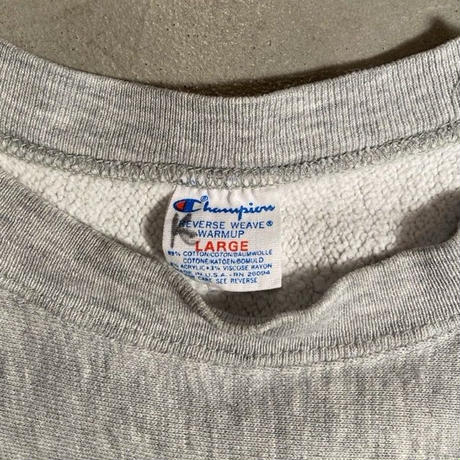 Champion
REVERSE WEAVE®
WARMUP
LARGE
89% COTTON/COTON/BAUMWOLLE
COTONE/KATOEN/BOMULD
ACRYLIC•3% VISCOSE RAYON
MADE IN U.S.A.-RN 26094
CARE SEE REVERSE
K